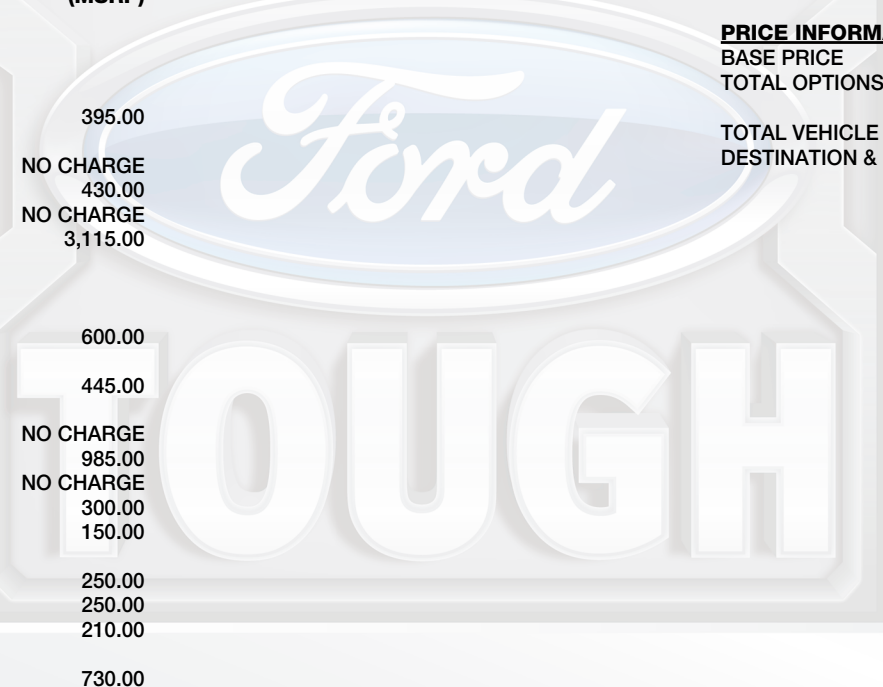 (MSRP)
395.00
NO CHARGE
430.00
NO CHARGE
3,115.00
600.00
445.00
NO CHARGE
985.00
NO CHARGE
300.00
150.00
250.00
250.00
210.00
730.00
PRICE INFORMA
BASE PRICE
TOTAL OPTIONS
TOTAL VEHICLE
DESTINATION &
Ford
TOUGH